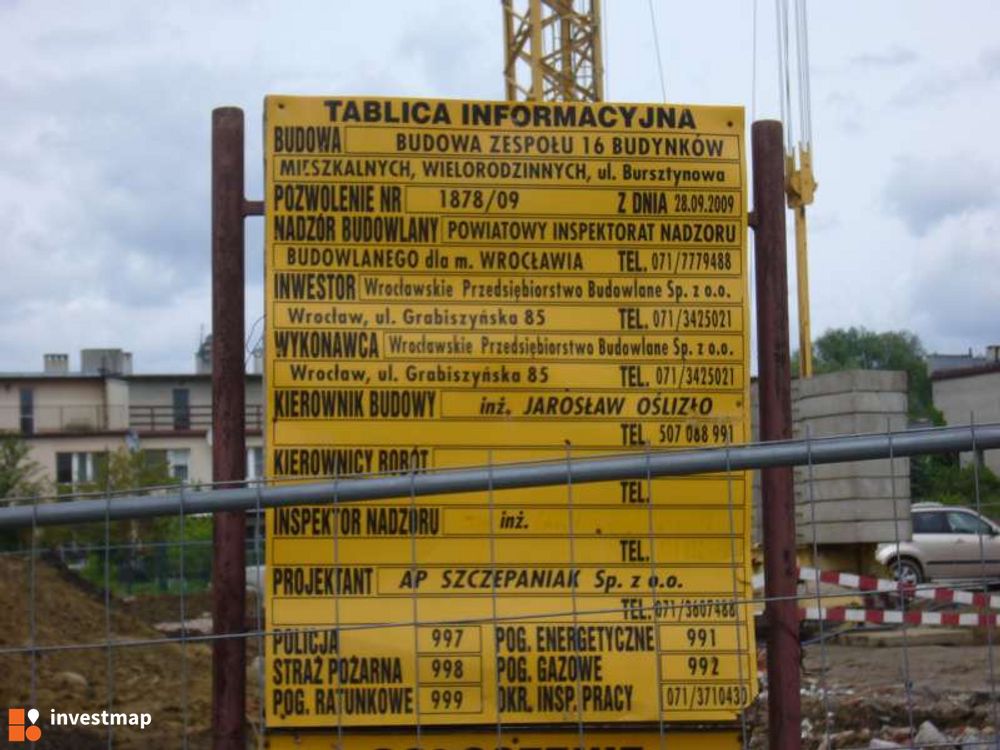 TABLICA INFORMACYJNA
BUDOWA BUDOWA ZESPOŁU 16 BUDYNKÓW
MIESZKALNYCH, WIELORODZINNYCH, ul. Bursztynowa
POZWOLENIE NR 1878/09 Z DNIA 28.09.2009
NADZÓR BUDOWLANY POWIATOWY INSPEKTORAT NADZORU
BUDOWLANEGO dla m. WROCŁAWIA TEL. 071/7779488
INWESTOR Wrocławskie Przedsiębiorstwo Budowlane Sp. z o.o.
Wrocław, ul. Grabiszyńska 85 TEL. 071/3425021
WYKONAWCA Wrocławskie Przedsiębiorstwo Budowlane Sp. z o.o.
Wrocław, ul. Grabiszyńska 85 TEL. 071/3425021
KIEROWNIK BUDOWY inż. JAROSŁAW OŚLIZŁO
TEL. 507 068 991
KIEROWNICY ROBÓT
TEL.
INSPEKTOR NADZORU inż.
TEL.
PROJEKTANT AP SZCZEPANIAK Sp. z o.o.
TEL. 071/3607488
POLICJA 997 POG. ENERGETYCZNE 991
STRAŻ POŻARNA 998 POG. GAZOWE 992
POG. RATUNKOWE 999 OKR. INSP. PRACY 071/3710430
investmap